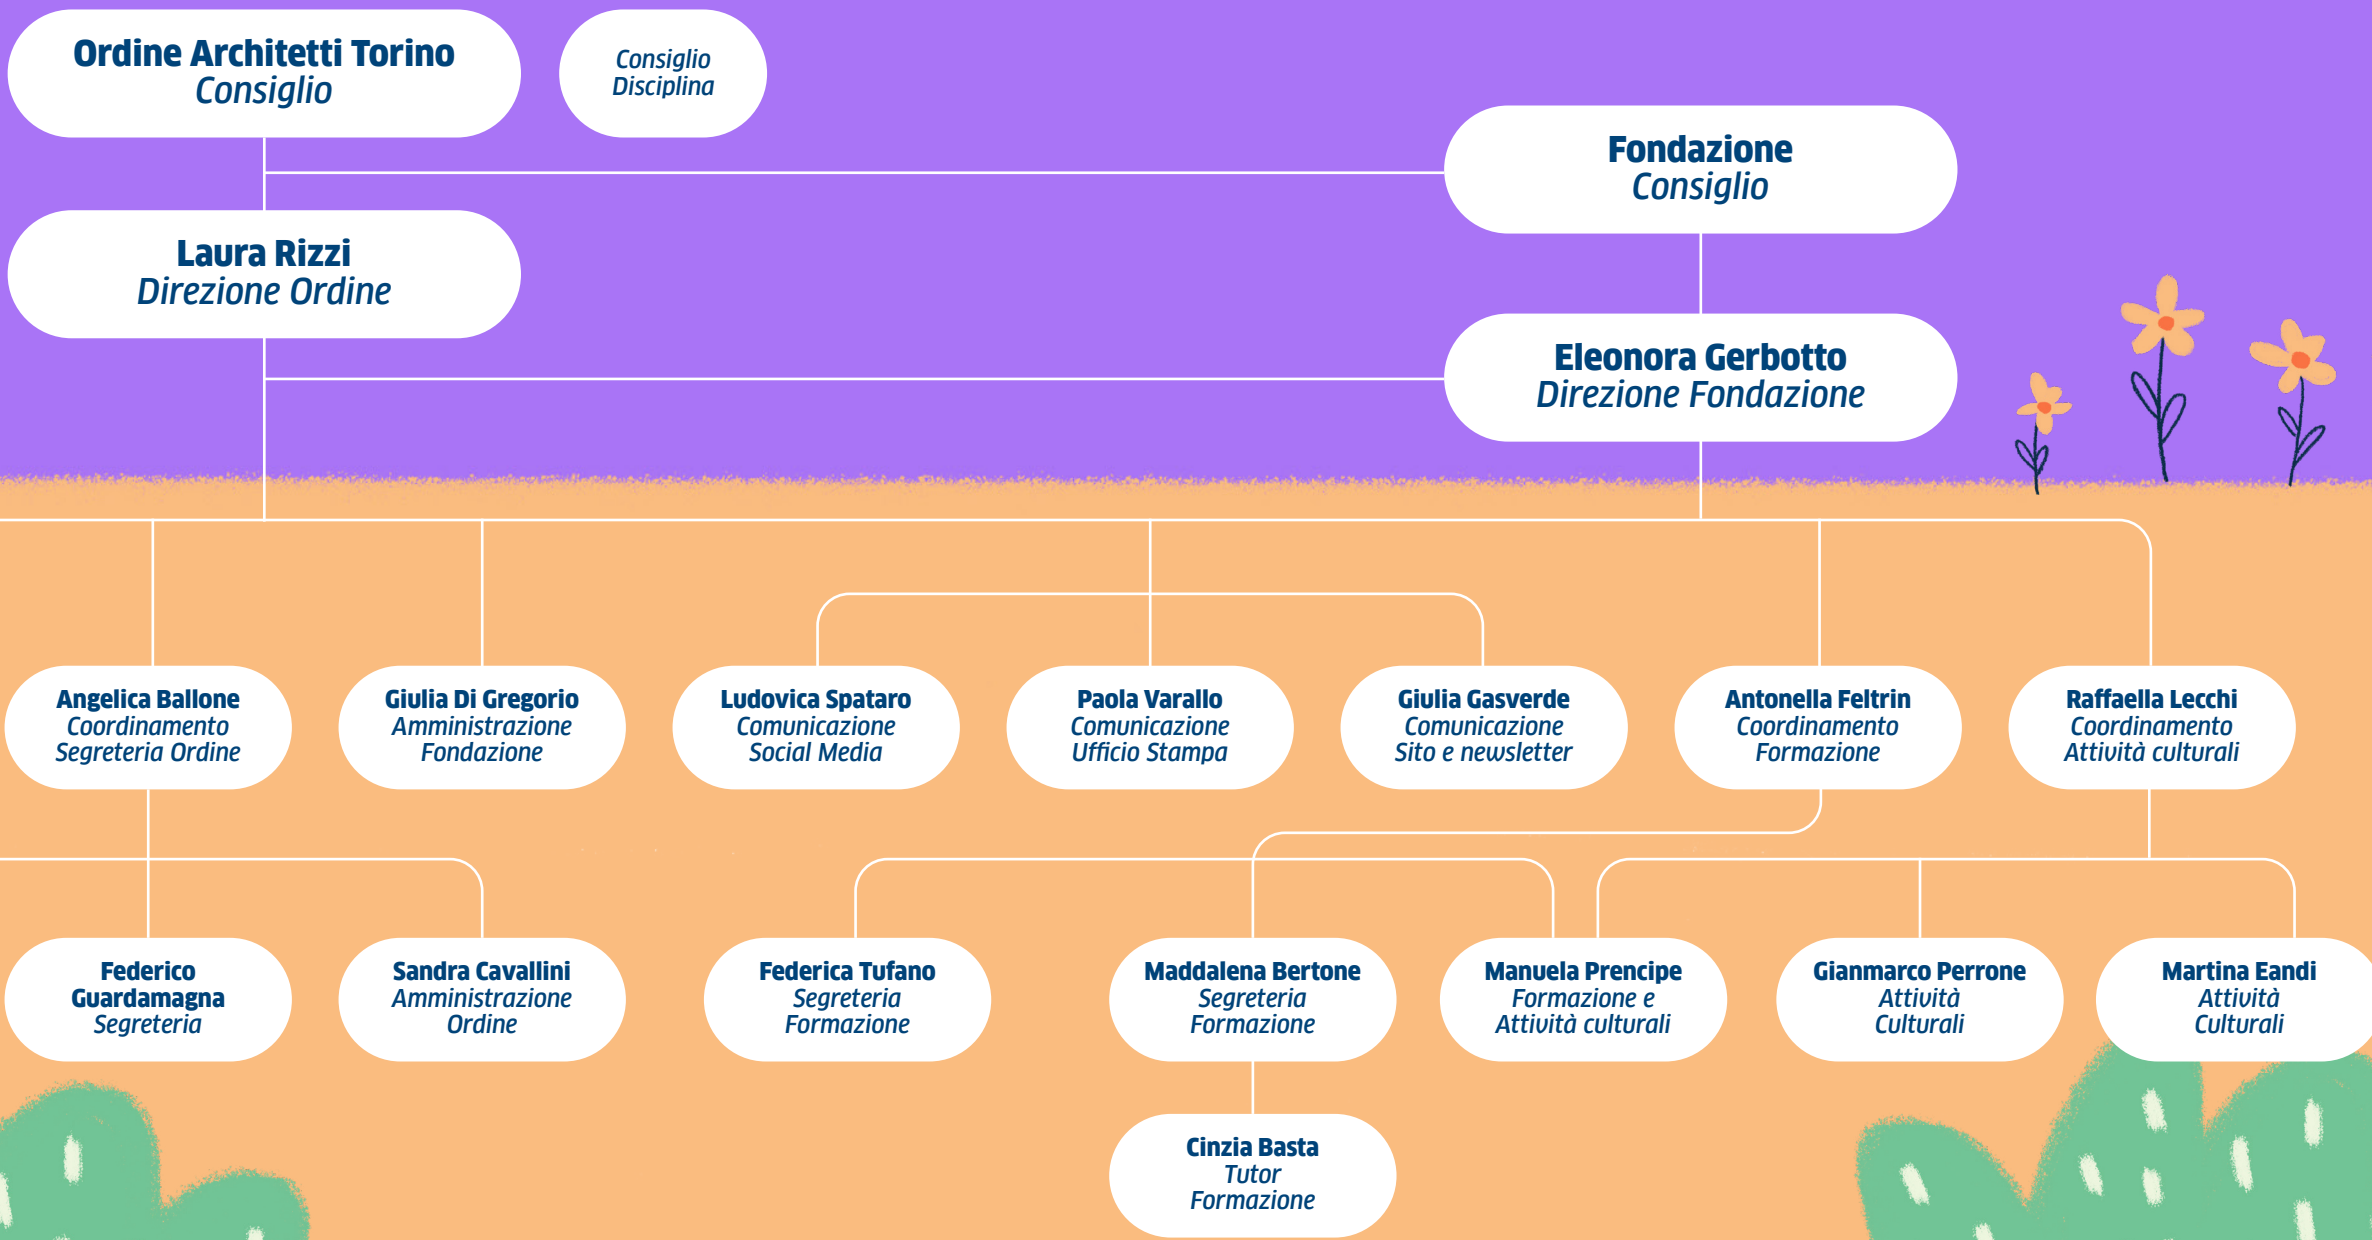 Ordine Architetti Torino
Consiglio
Consiglio
Disciplina
Fondazione
Consiglio
Laura Rizzi
Direzione Ordine
Eleonora Gerbotto
Direzione Fondazione
Angelica Ballone
Coordinamento
Segreteria Ordine
Giulia Di Gregorio
Amministrazione
Fondazione
Ludovica Spataro
Comunicazione
Social Media
Paola Varallo
Comunicazione
Ufficio Stampa
Giulia Gasverde
Comunicazione
Sito e newsletter
Antonella Feltrin
Coordinamento
Formazione
Raffaella Lecchi
Coordinamento
Attività culturali
Federico
Guardamagna
Segreteria
Sandra Cavallini
Amministrazione
Ordine
Federica Tufano
Segreteria
Formazione
Maddalena Bertone
Segreteria
Formazione
Manuela Prencipe
Formazione e
Attività culturali
Gianmarco Perrone
Attività
Culturali
Martina Eandi
Attività
Culturali
Cinzia Basta
Tutor
Formazione